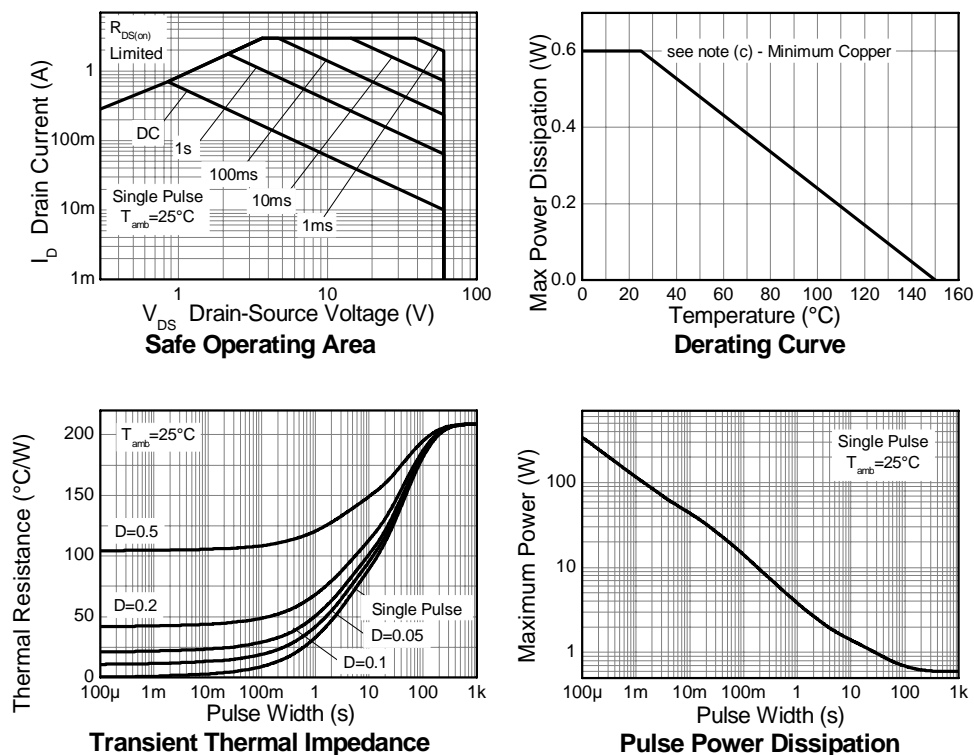 R_DS(on)
Limited
1
100m
10m
1m
DC
1s
100ms
10ms
1ms
Single Pulse
T_amb=25°C
1 10 100
I_D Drain Current (A)
V_DS Drain-Source Voltage (V)
Safe Operating Area
see note (c) - Minimum Copper
0.6
0.4
0.2
0.0
0 20 40 60 80 100 120 140 160
Max Power Dissipation (W)
Temperature (°C)
Derating Curve
T_amb=25°C
200
150
100
50
0
D=0.5
D=0.2
Single Pulse
D=0.05
D=0.1
100µ 1m 10m 100m 1 10 100 1k
Thermal Resistance (°C/W)
Pulse Width (s)
Transient Thermal Impedance
Single Pulse
T_amb=25°C
100
10
1
100µ 1m 10m 100m 1 10 100 1k
Maximum Power (W)
Pulse Width (s)
Pulse Power Dissipation